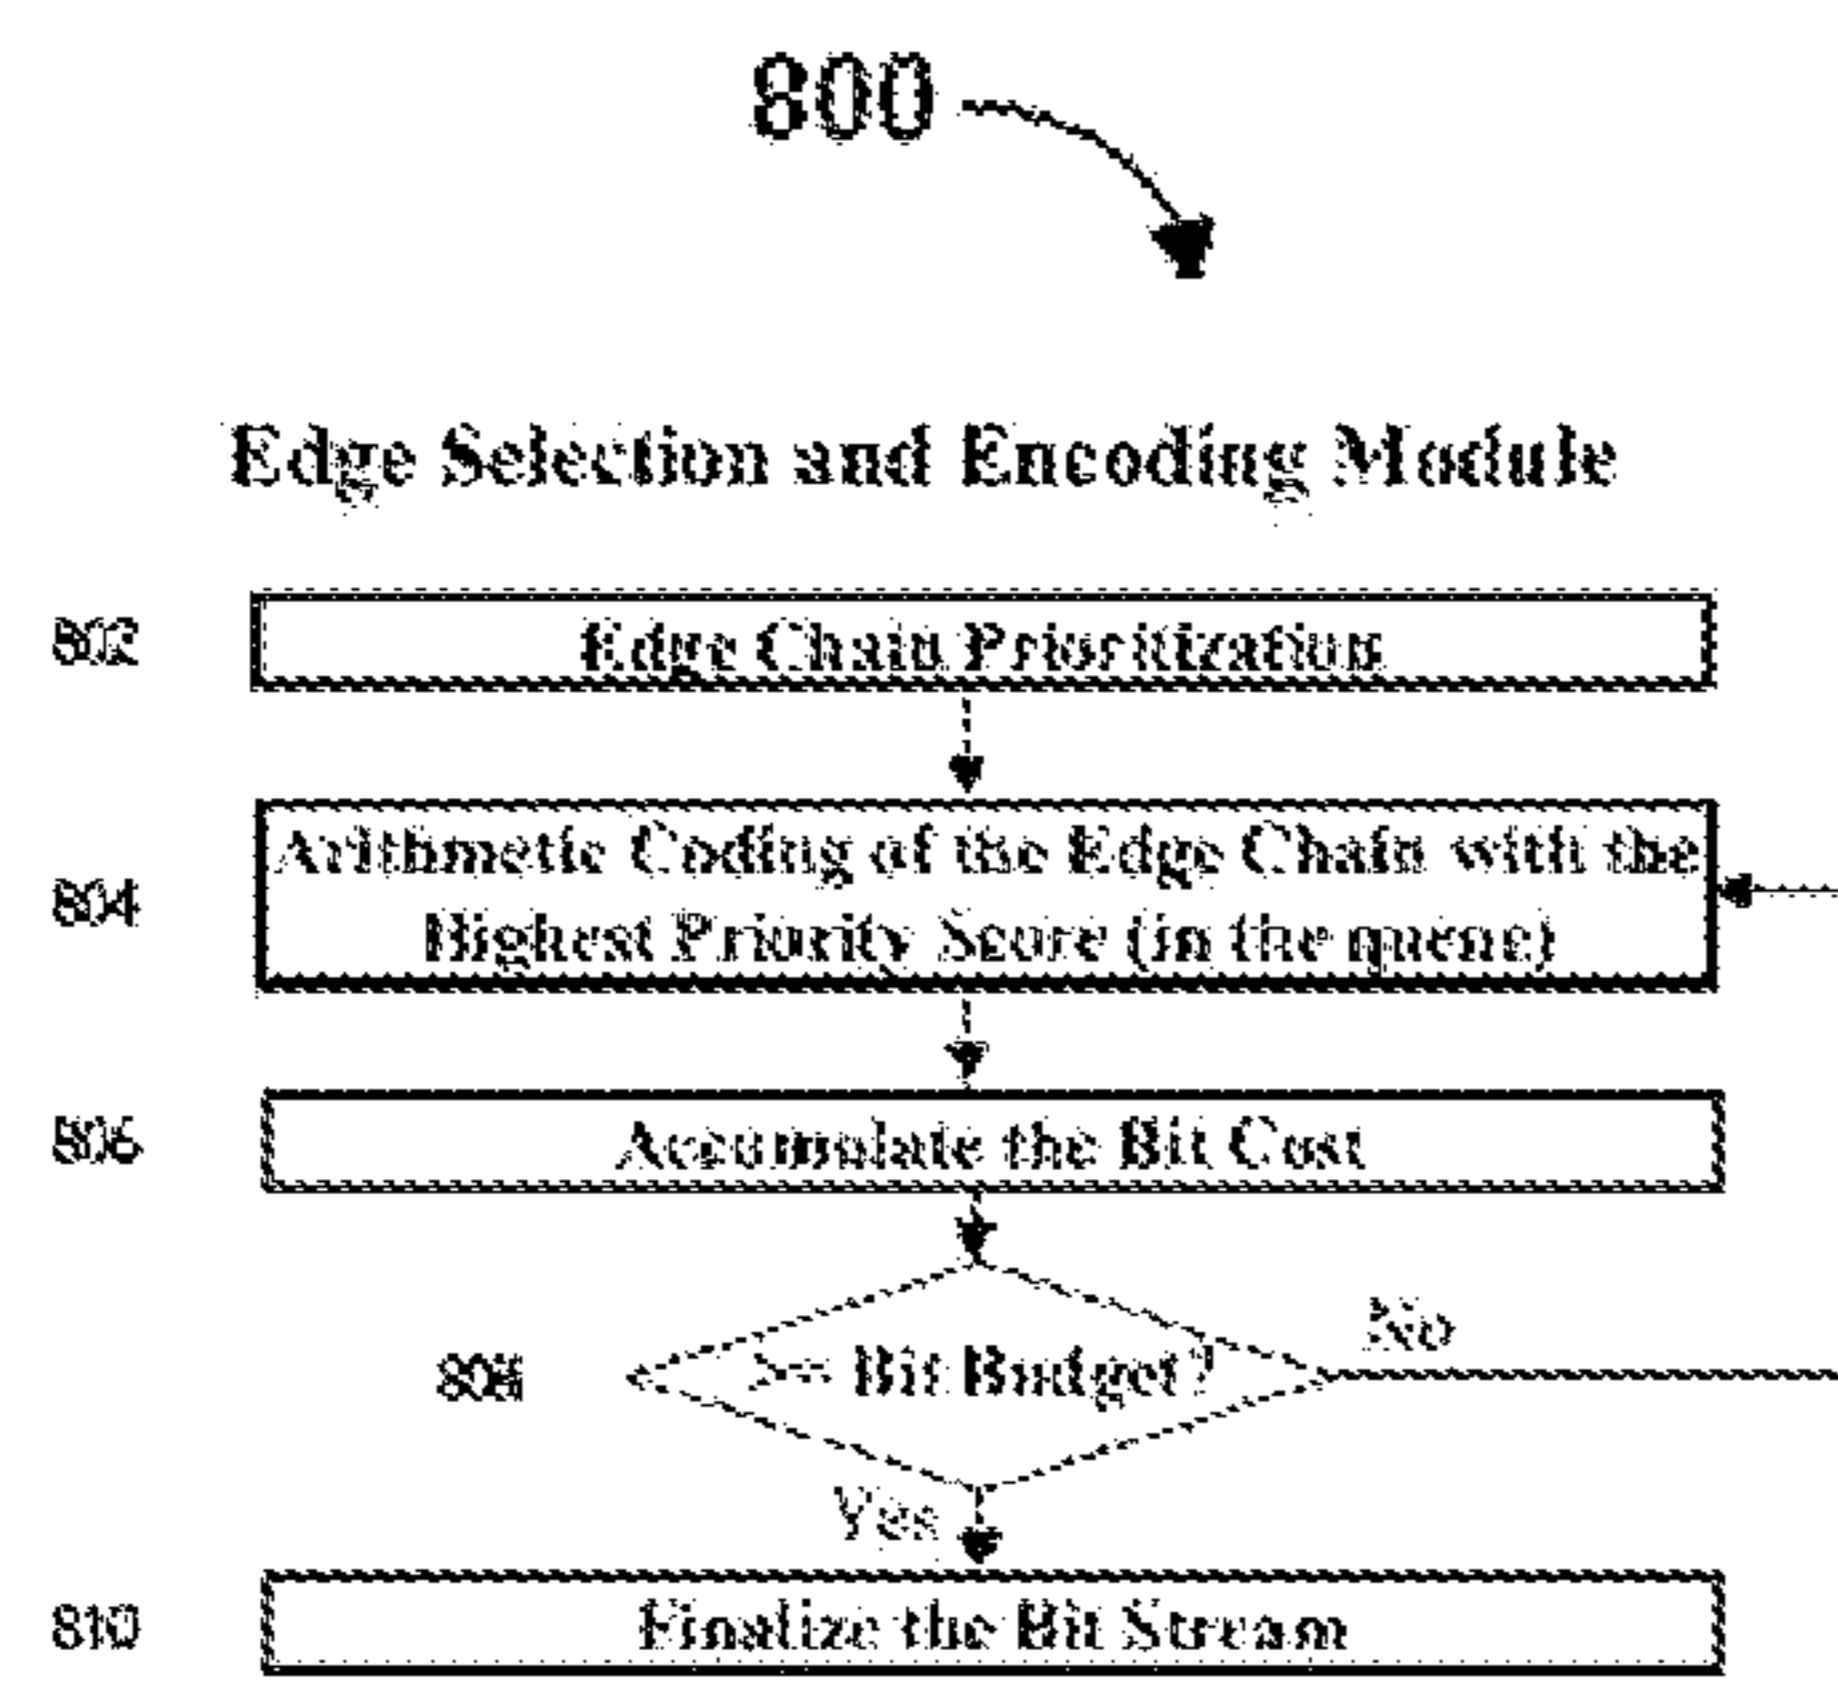 800
Edge Selection and Encoding Module
802
Edge Chain Prioritization
804
Arithmetic Coding of the Edge Chain with the
Highest Priority Score (in the queue)
806
Accumulate the Bit Cost
808
>= Bit Budget?
No
Yes
810
Finalize the Bit Stream